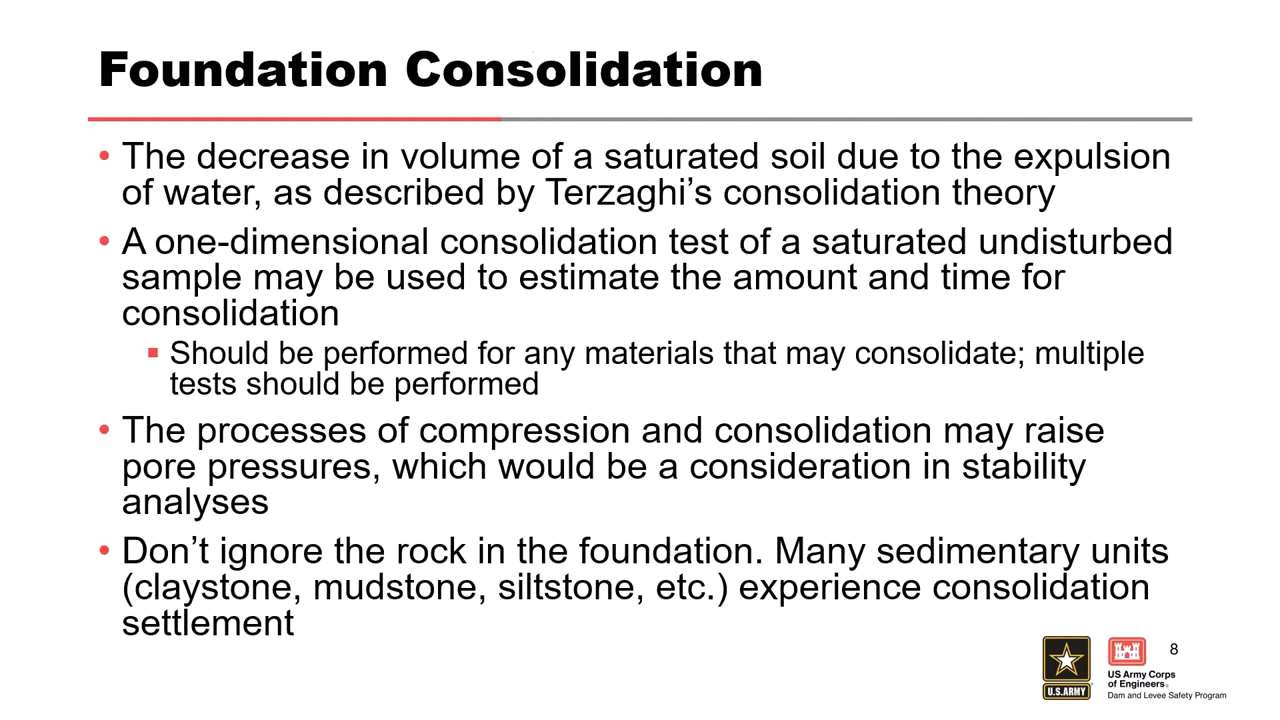 Foundation Consolidation
• The decrease in volume of a saturated soil due to the expulsion
of water, as described by Terzaghi’s consolidation theory
• A one-dimensional consolidation test of a saturated undisturbed
sample may be used to estimate the amount and time for
consolidation
▪ Should be performed for any materials that may consolidate; multiple
tests should be performed
• The processes of compression and consolidation may raise
pore pressures, which would be a consideration in stability
analyses
• Don’t ignore the rock in the foundation. Many sedimentary units
(claystone, mudstone, siltstone, etc.) experience consolidation
settlement
8
U.S.ARMY
US Army Corps
of Engineers®
Dam and Levee Safety Program